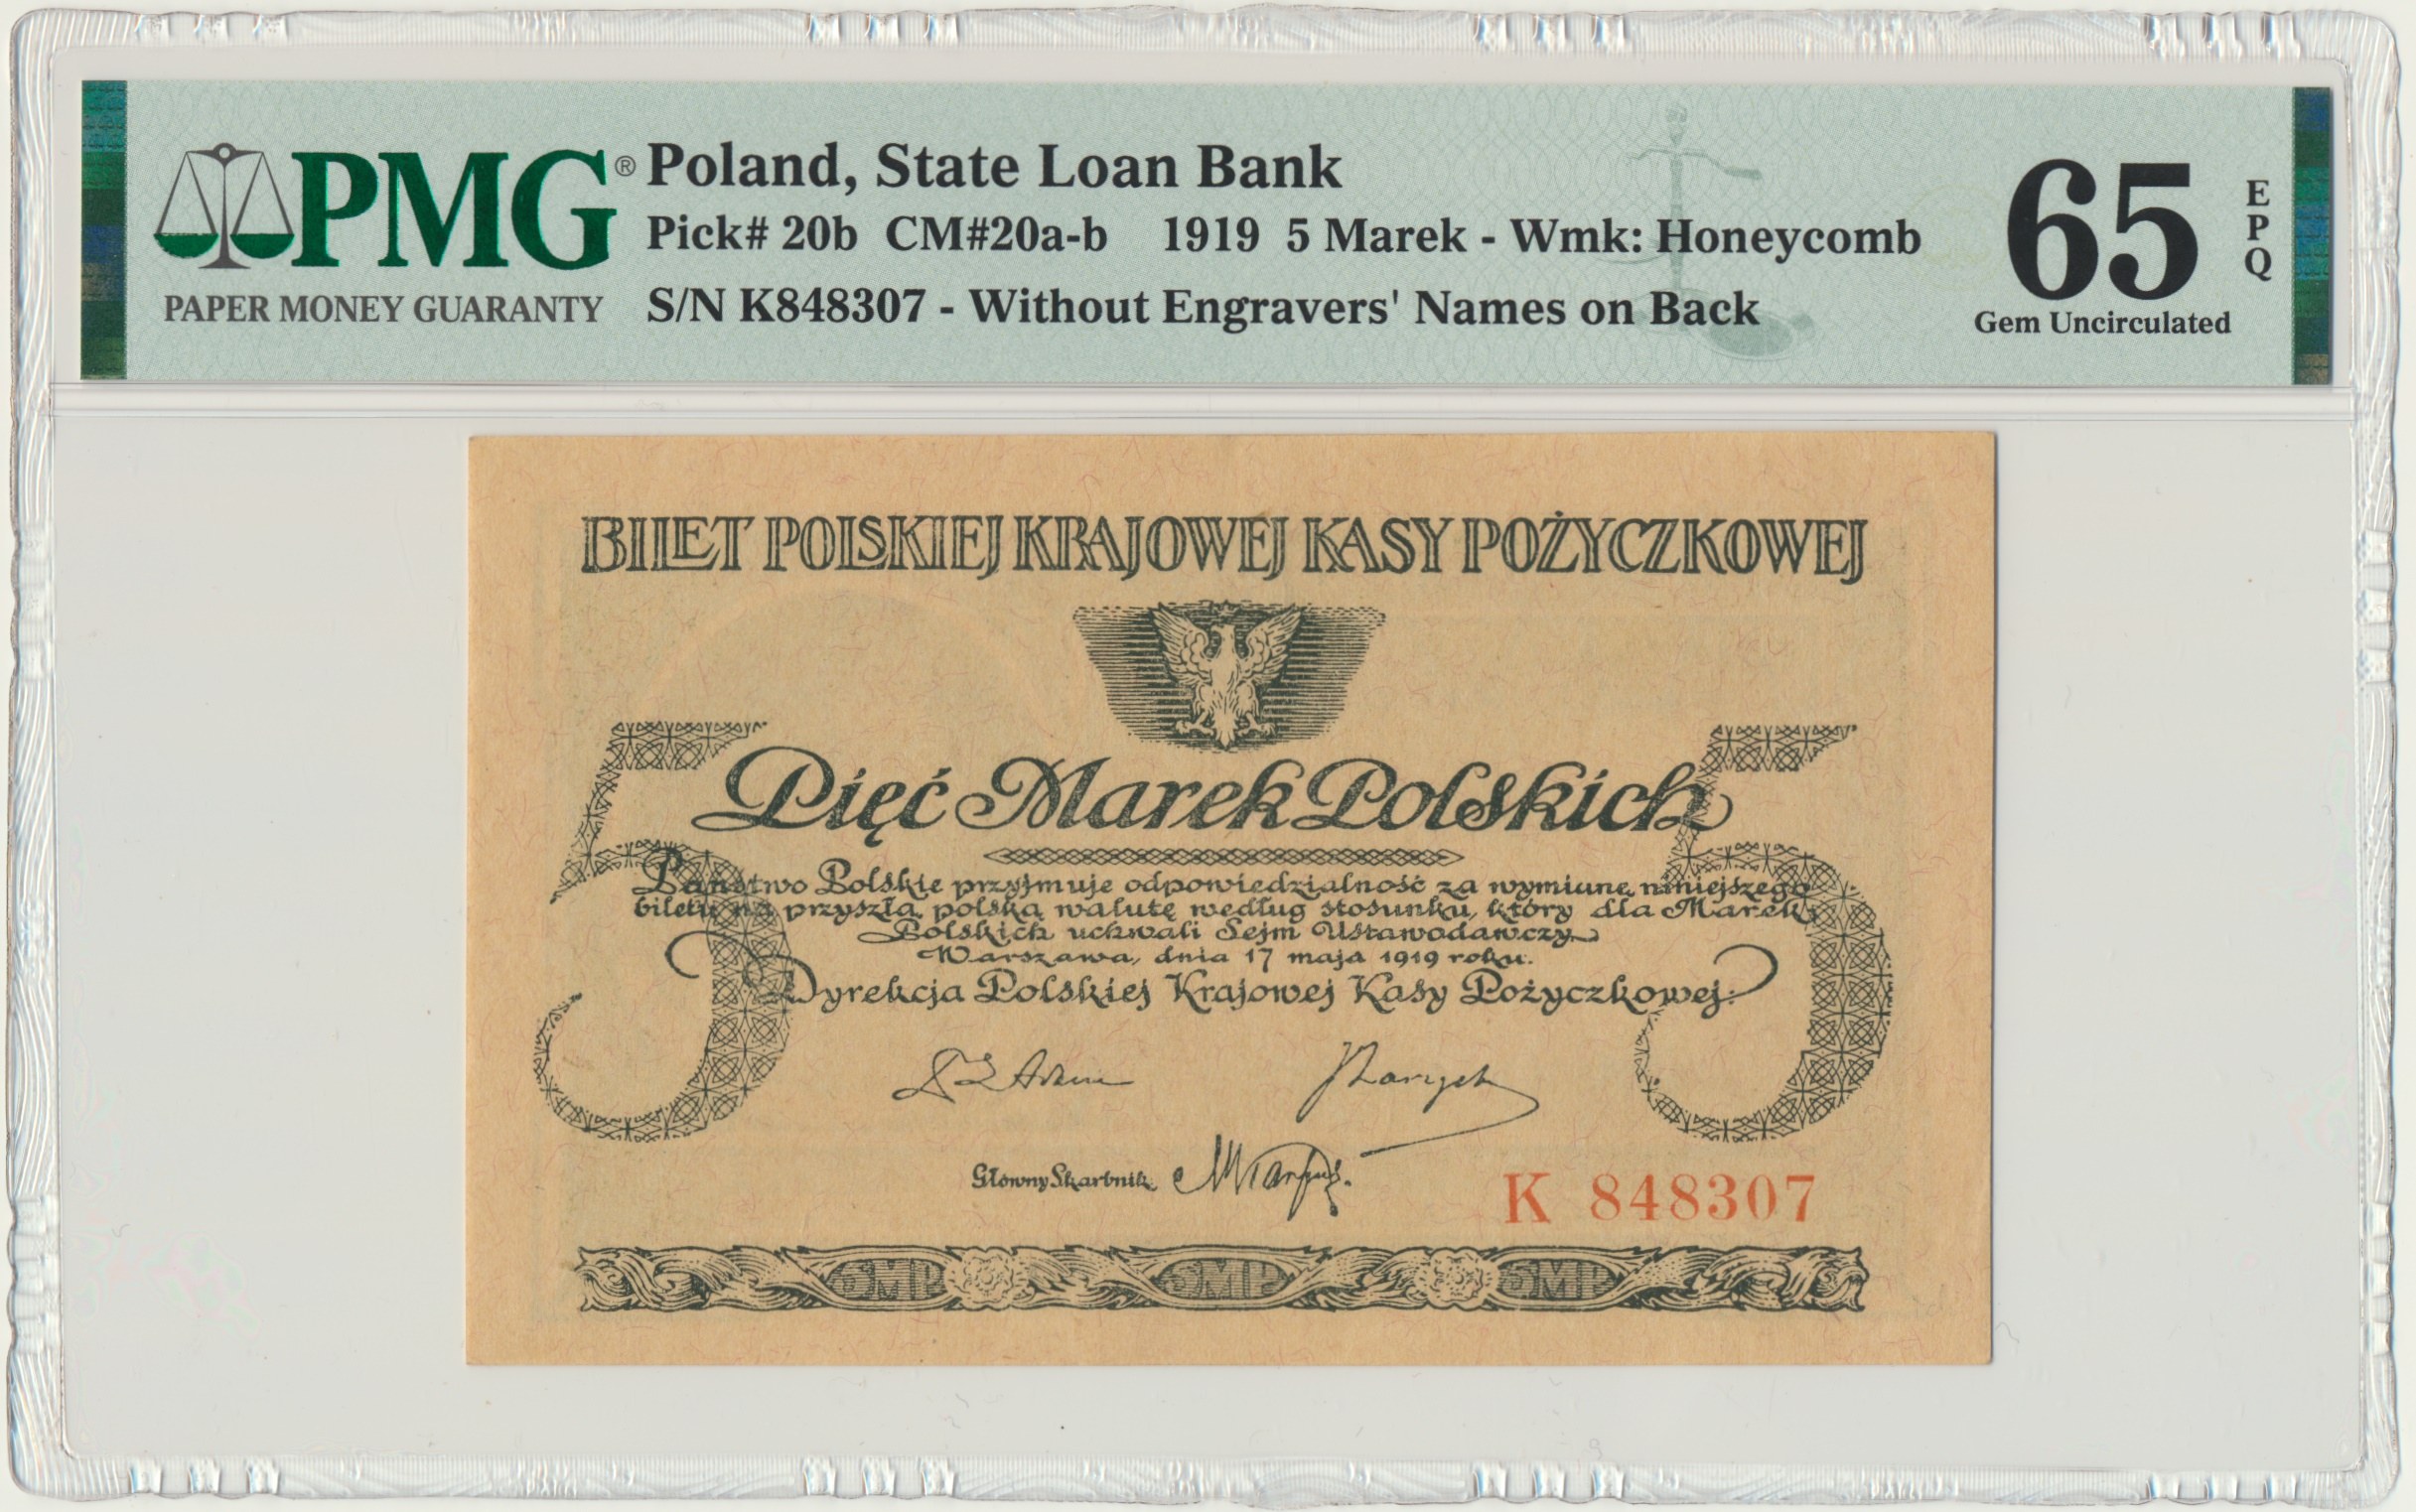 PMG®
PAPER MONEY GUARANTY
Poland, State Loan Bank
Pick# 20b CM#20a-b 1919 5 Marek - Wmk: Honeycomb
S/N K848307 - Without Engravers' Names on Back
65
EPQ
Gem Uncirculated
BILET POLSKIEJ KRAJOWEJ KASY POŻYCZKOWEJ
5 5
Pięć Marek Polskich
Państwo Polskie przyjmuje odpowiedzialność za wymianę niniejszego
biletu na przyszłą polską walutę według stosunku, który dla Marek
Polskich uchwali Sejm Ustawodawczy
Warszawa, dnia 17 maja 1919 roku.
Dyrekcja Polskiej Krajowej Kasy Pożyczkowej:
Główny Skarbnik
K 848307
5MP 5MP 5MP